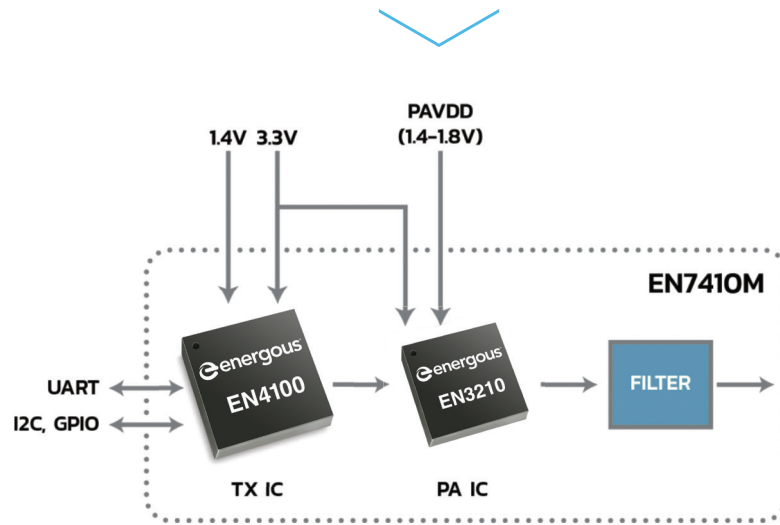 PAVDD
(1.4-1.8V)
1.4V 3.3V
EN7410M
energous
EN4100
energous
EN3210
FILTER
UART
I2C, GPIO
TX IC
PA IC